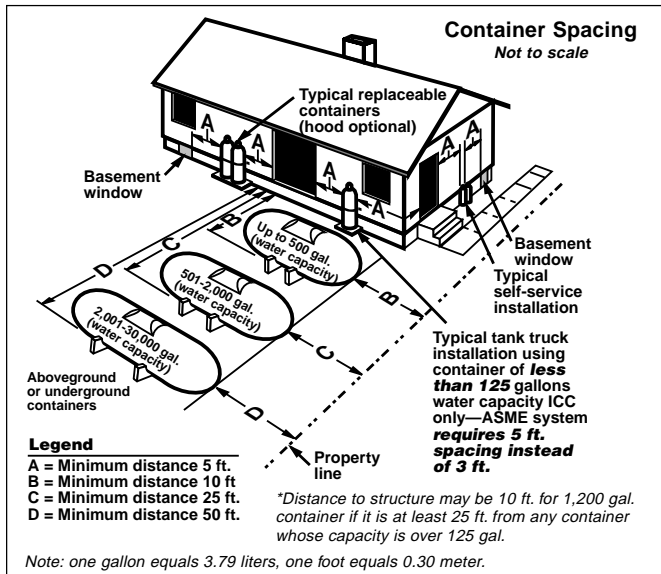 Container Spacing
Not to scale
Typical replaceable
containers
(hood optional)
A
A
A
A
A
A
Basement
window
B
C
D
Up to 500 gal.
(water capacity)
501-2,000 gal.
(water capacity)
2,001-30,000 gal.
(water capacity)
B
C
D
Basement
window
Typical
self-service
installation
Typical tank truck
installation using
container of less
than 125 gallons
water capacity ICC
only—ASME system
requires 5 ft.
spacing instead
of 3 ft.
Aboveground
or underground
containers
Property
line
Legend
A = Minimum distance 5 ft.
B = Minimum distance 10 ft
C = Minimum distance 25 ft.
D = Minimum distance 50 ft.
*Distance to structure may be 10 ft. for 1,200 gal.
container if it is at least 25 ft. from any container
whose capacity is over 125 gal.
Note: one gallon equals 3.79 liters, one foot equals 0.30 meter.